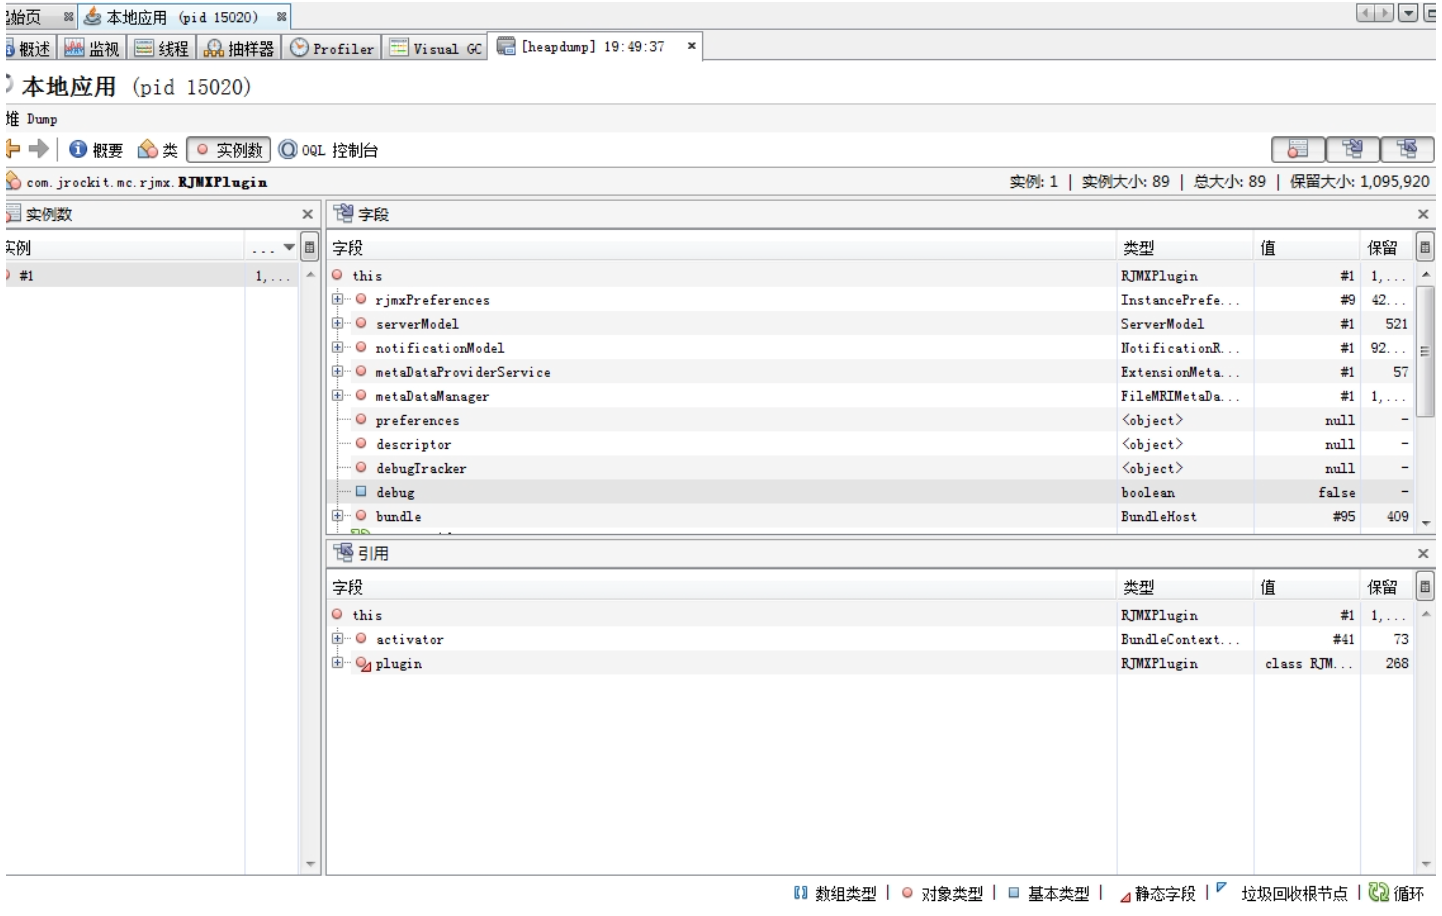 始页 本地应用 (pid 15020)
概述 监视 线程 抽样器 Profiler Visual GC [heapdump] 19:49:37
本地应用 (pid 15020)
堆 Dump
概要 类 实例数 OQL 控制台
com.jrockit.mc.rjmx.RJMXPlugin 实例: 1 | 实例大小: 89 | 总大小: 89 | 保留大小: 1,095,920
实例数 字段
实例 ... 字段 类型 值 保留
#1 1,... this RJMXPlugin #1 1,...
rjmxPreferences InstancePrefe... #9 42...
serverModel ServerModel #1 521
notificationModel NotificationR... #1 92...
metaDataProviderService ExtensionMeta... #1 57
metaDataManager FileMRIMetaDa... #1 1,...
preferences <object> null -
descriptor <object> null -
debugTracker <object> null -
debug boolean false -
bundle BundleHost #95 409
引用
字段 类型 值 保留
this RJMXPlugin #1 1,...
activator BundleContext... #41 73
plugin RJMXPlugin class RJM... 268
数组类型 | 对象类型 | 基本类型 | 静态字段 | 垃圾回收根节点 | 循环